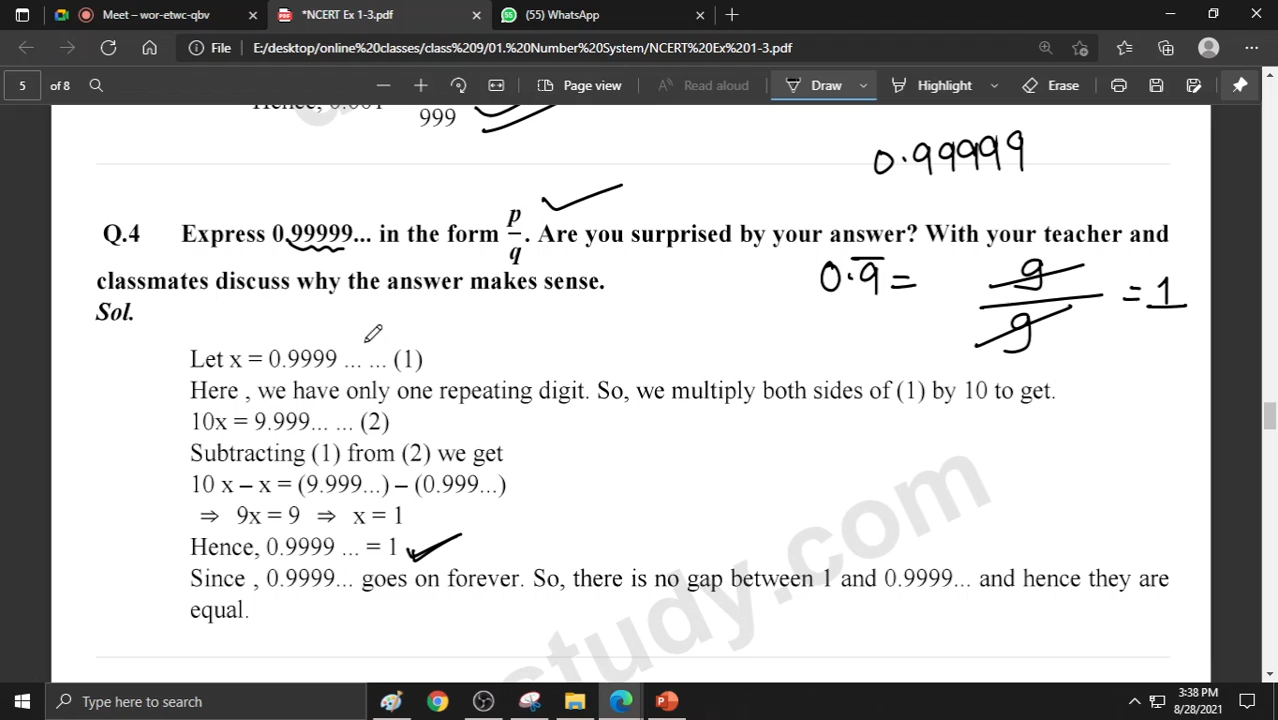 Meet – wor-etwc-qbv
*NCERT Ex 1-3.pdf
(55) WhatsApp
File
E:/desktop/online%20classes/class%209/01.%20Number%20System/NCERT%20Ex%201-3.pdf
5 of 8
Page view
Read aloud
Draw
Highlight
Erase
999
0.99999
Q.4 Express 0.99999... in the form p/q. Are you surprised by your answer? With your teacher and
classmates discuss why the answer makes sense.
0.9̅ = 9/9 = 1
Sol.
Let x = 0.9999 ... ... (1)
Here , we have only one repeating digit. So, we multiply both sides of (1) by 10 to get.
10x = 9.999... ... (2)
Subtracting (1) from (2) we get
10 x – x = (9.999...) – (0.999...)
⇒ 9x = 9 ⇒ x = 1
Hence, 0.9999 ... = 1
Since , 0.9999... goes on forever. So, there is no gap between 1 and 0.9999... and hence they are
equal.
study.com
Type here to search
3:38 PM
8/28/2021